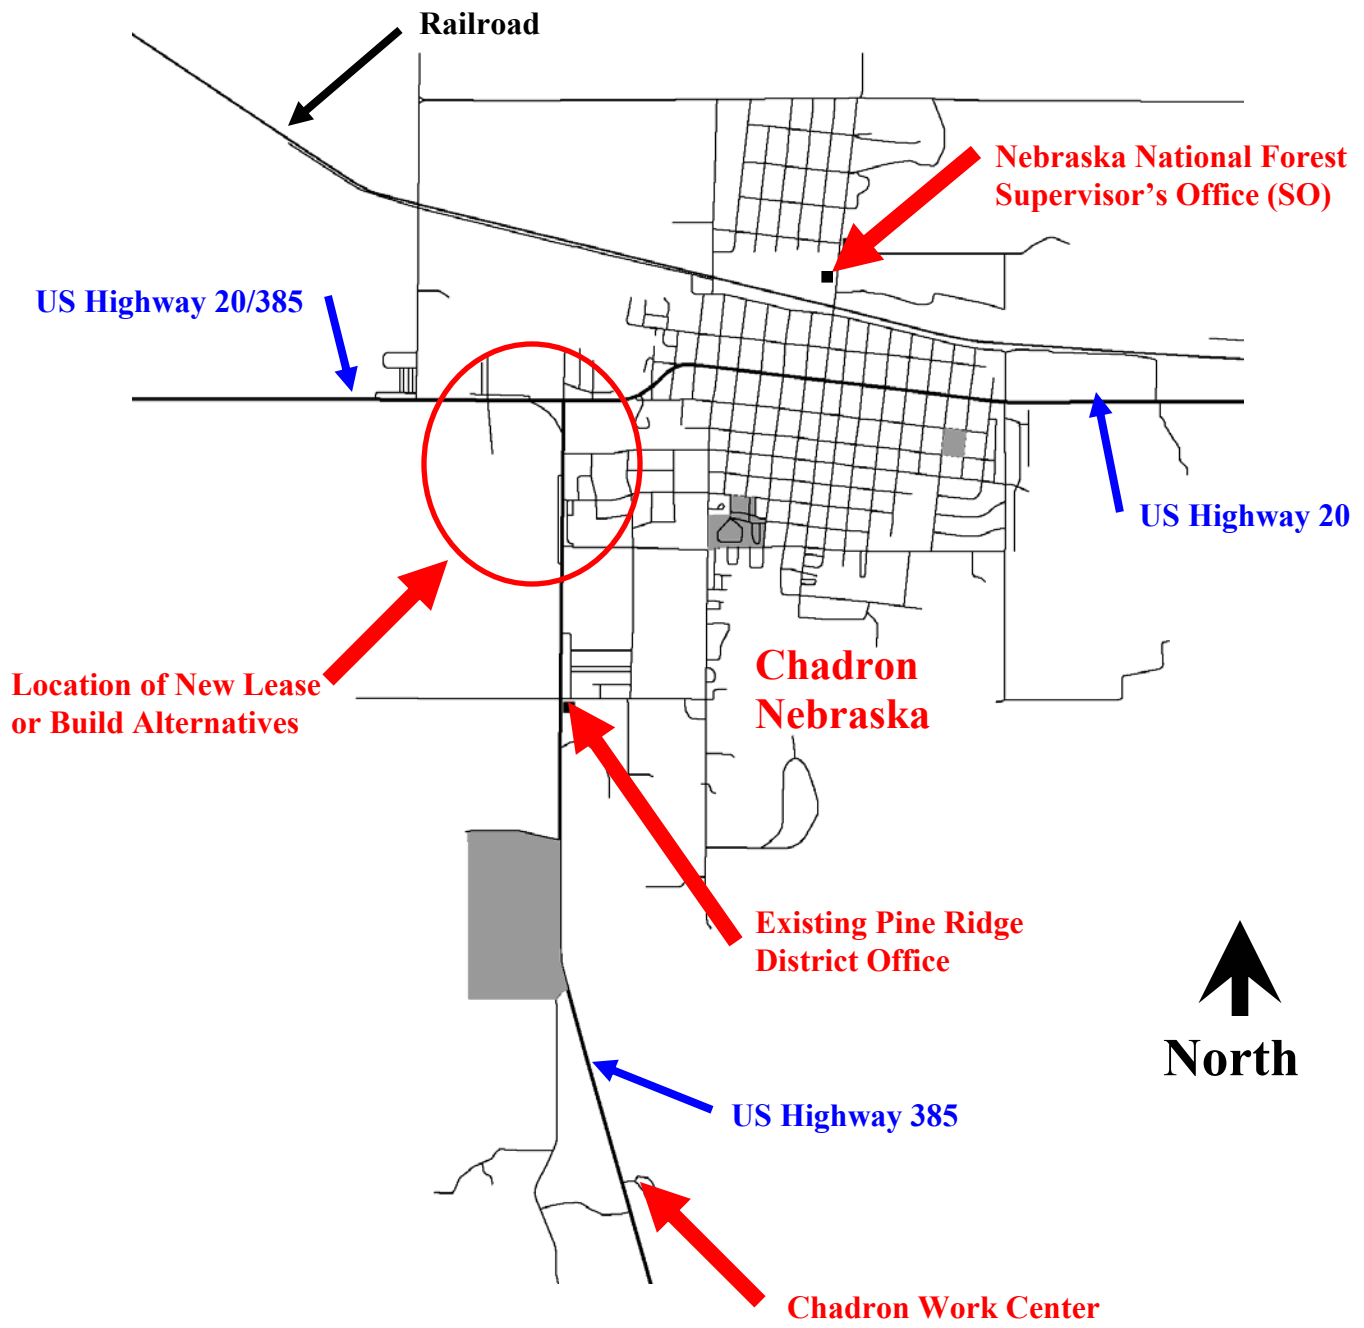 Railroad
Nebraska National Forest
Supervisor’s Office (SO)
US Highway 20/385
US Highway 20
Location of New Lease
or Build Alternatives
Chadron
Nebraska
Existing Pine Ridge
District Office
North
US Highway 385
Chadron Work Center